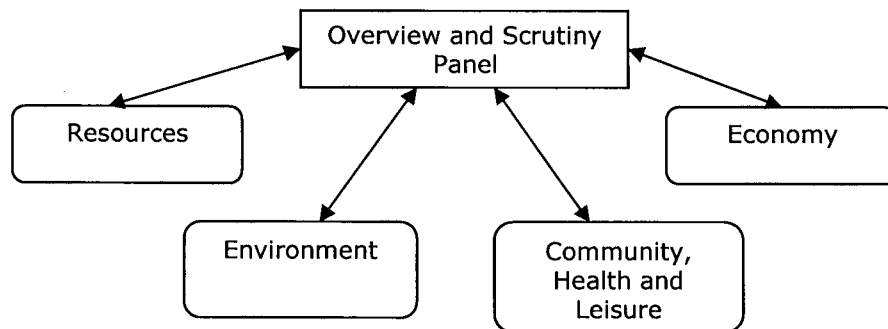 Overview and Scrutiny
Panel
Resources
Economy
Environment
Community,
Health and
Leisure